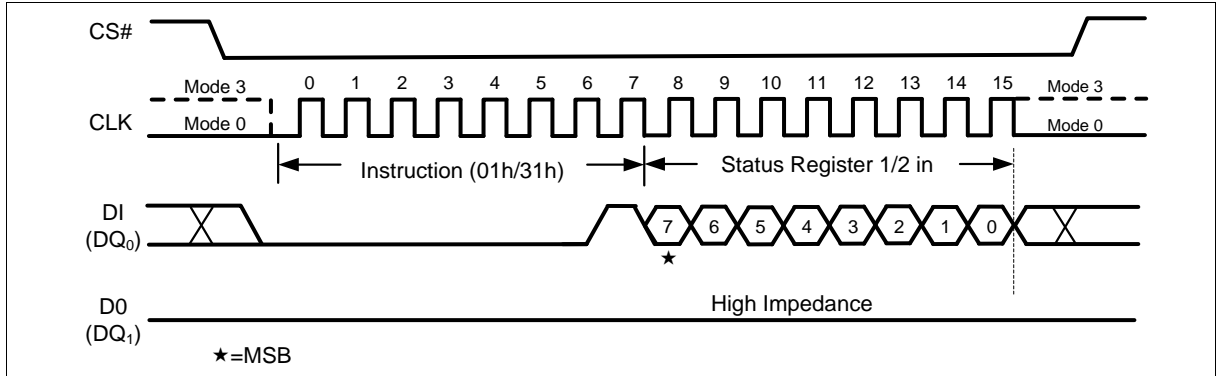 CS#
0 1 2 3 4 5 6 7 8 9 10 11 12 13 14 15
Mode 3 Mode 3
CLK
Mode 0 Mode 0
Instruction (01h/31h) Status Register 1/2 in
DI
(DQ0)
7 6 5 4 3 2 1 0
★
D0
(DQ1)
High Impedance
★=MSB